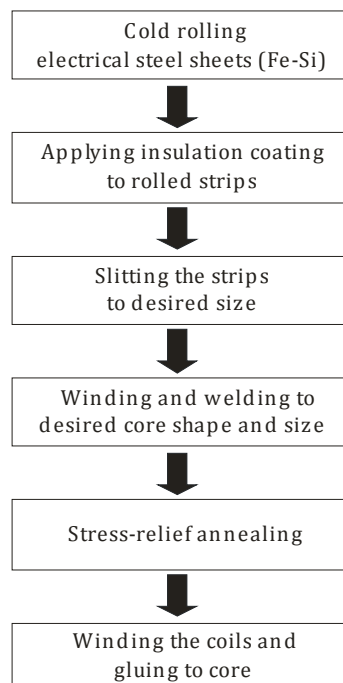 Cold rolling
electrical steel sheets (Fe-Si)
Applying insulation coating
to rolled strips
Slitting the strips
to desired size
Winding and welding to
desired core shape and size
Stress-relief annealing
Winding the coils and
gluing to core